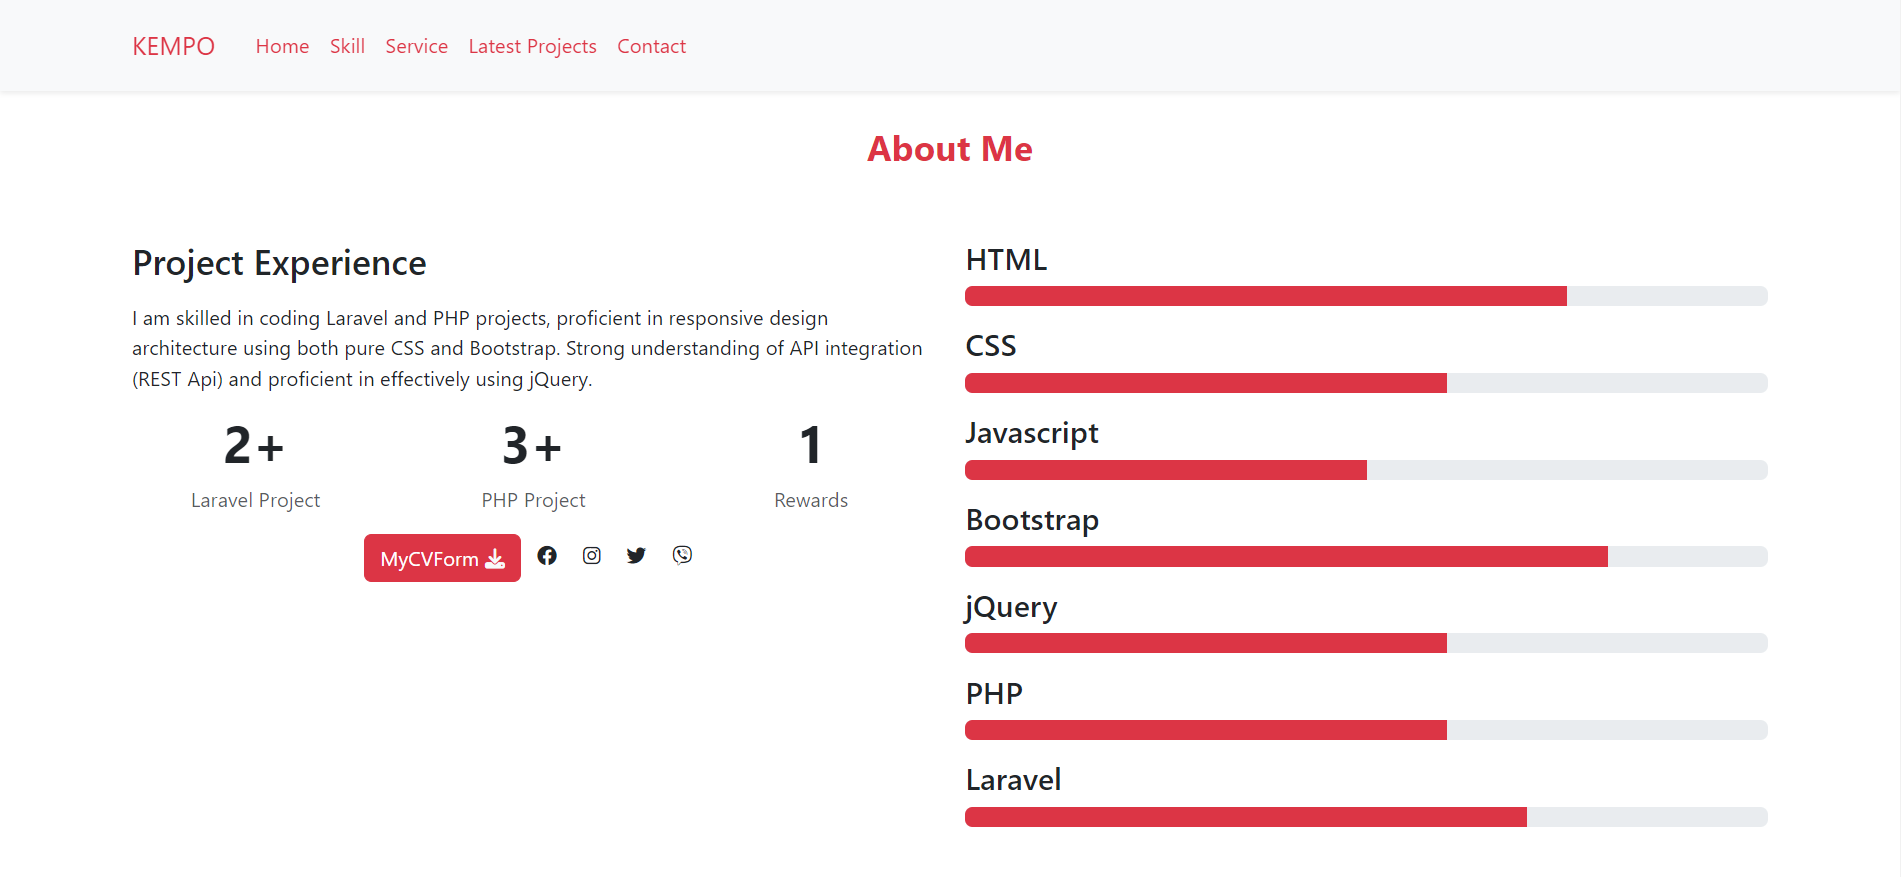 KEMPO Home Skill Service Latest Projects Contact
About Me
Project Experience
I am skilled in coding Laravel and PHP projects, proficient in responsive design
architecture using both pure CSS and Bootstrap. Strong understanding of API integration
(REST Api) and proficient in effectively using jQuery.
2+ 3+ 1
Laravel Project PHP Project Rewards
MyCVForm
HTML
CSS
Javascript
Bootstrap
jQuery
PHP
Laravel